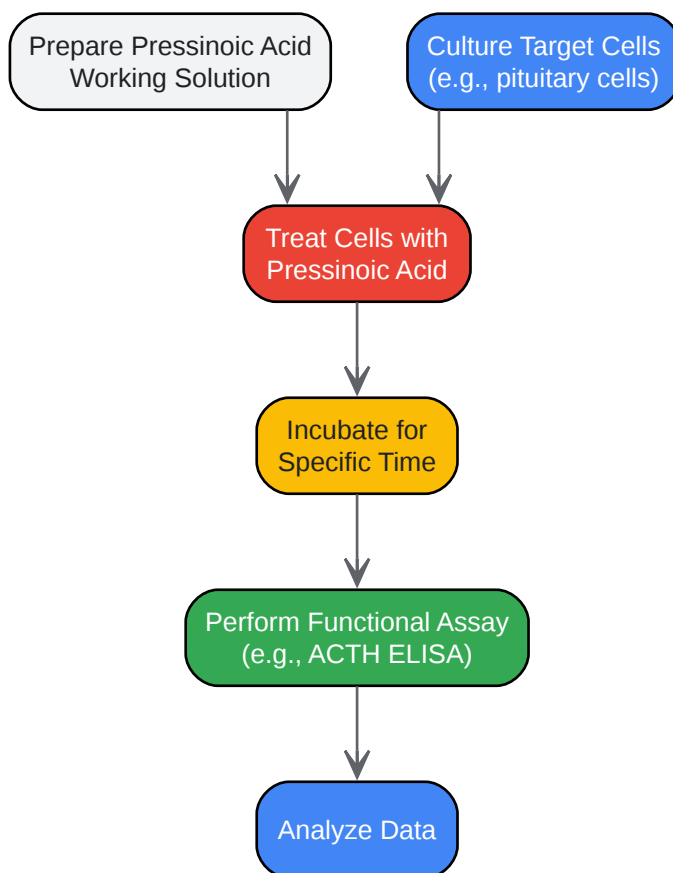 Prepare Pressinoic Acid
Working Solution
Culture Target Cells
(e.g., pituitary cells)
Treat Cells with
Pressinoic Acid
Incubate for
Specific Time
Perform Functional Assay
(e.g., ACTH ELISA)
Analyze Data